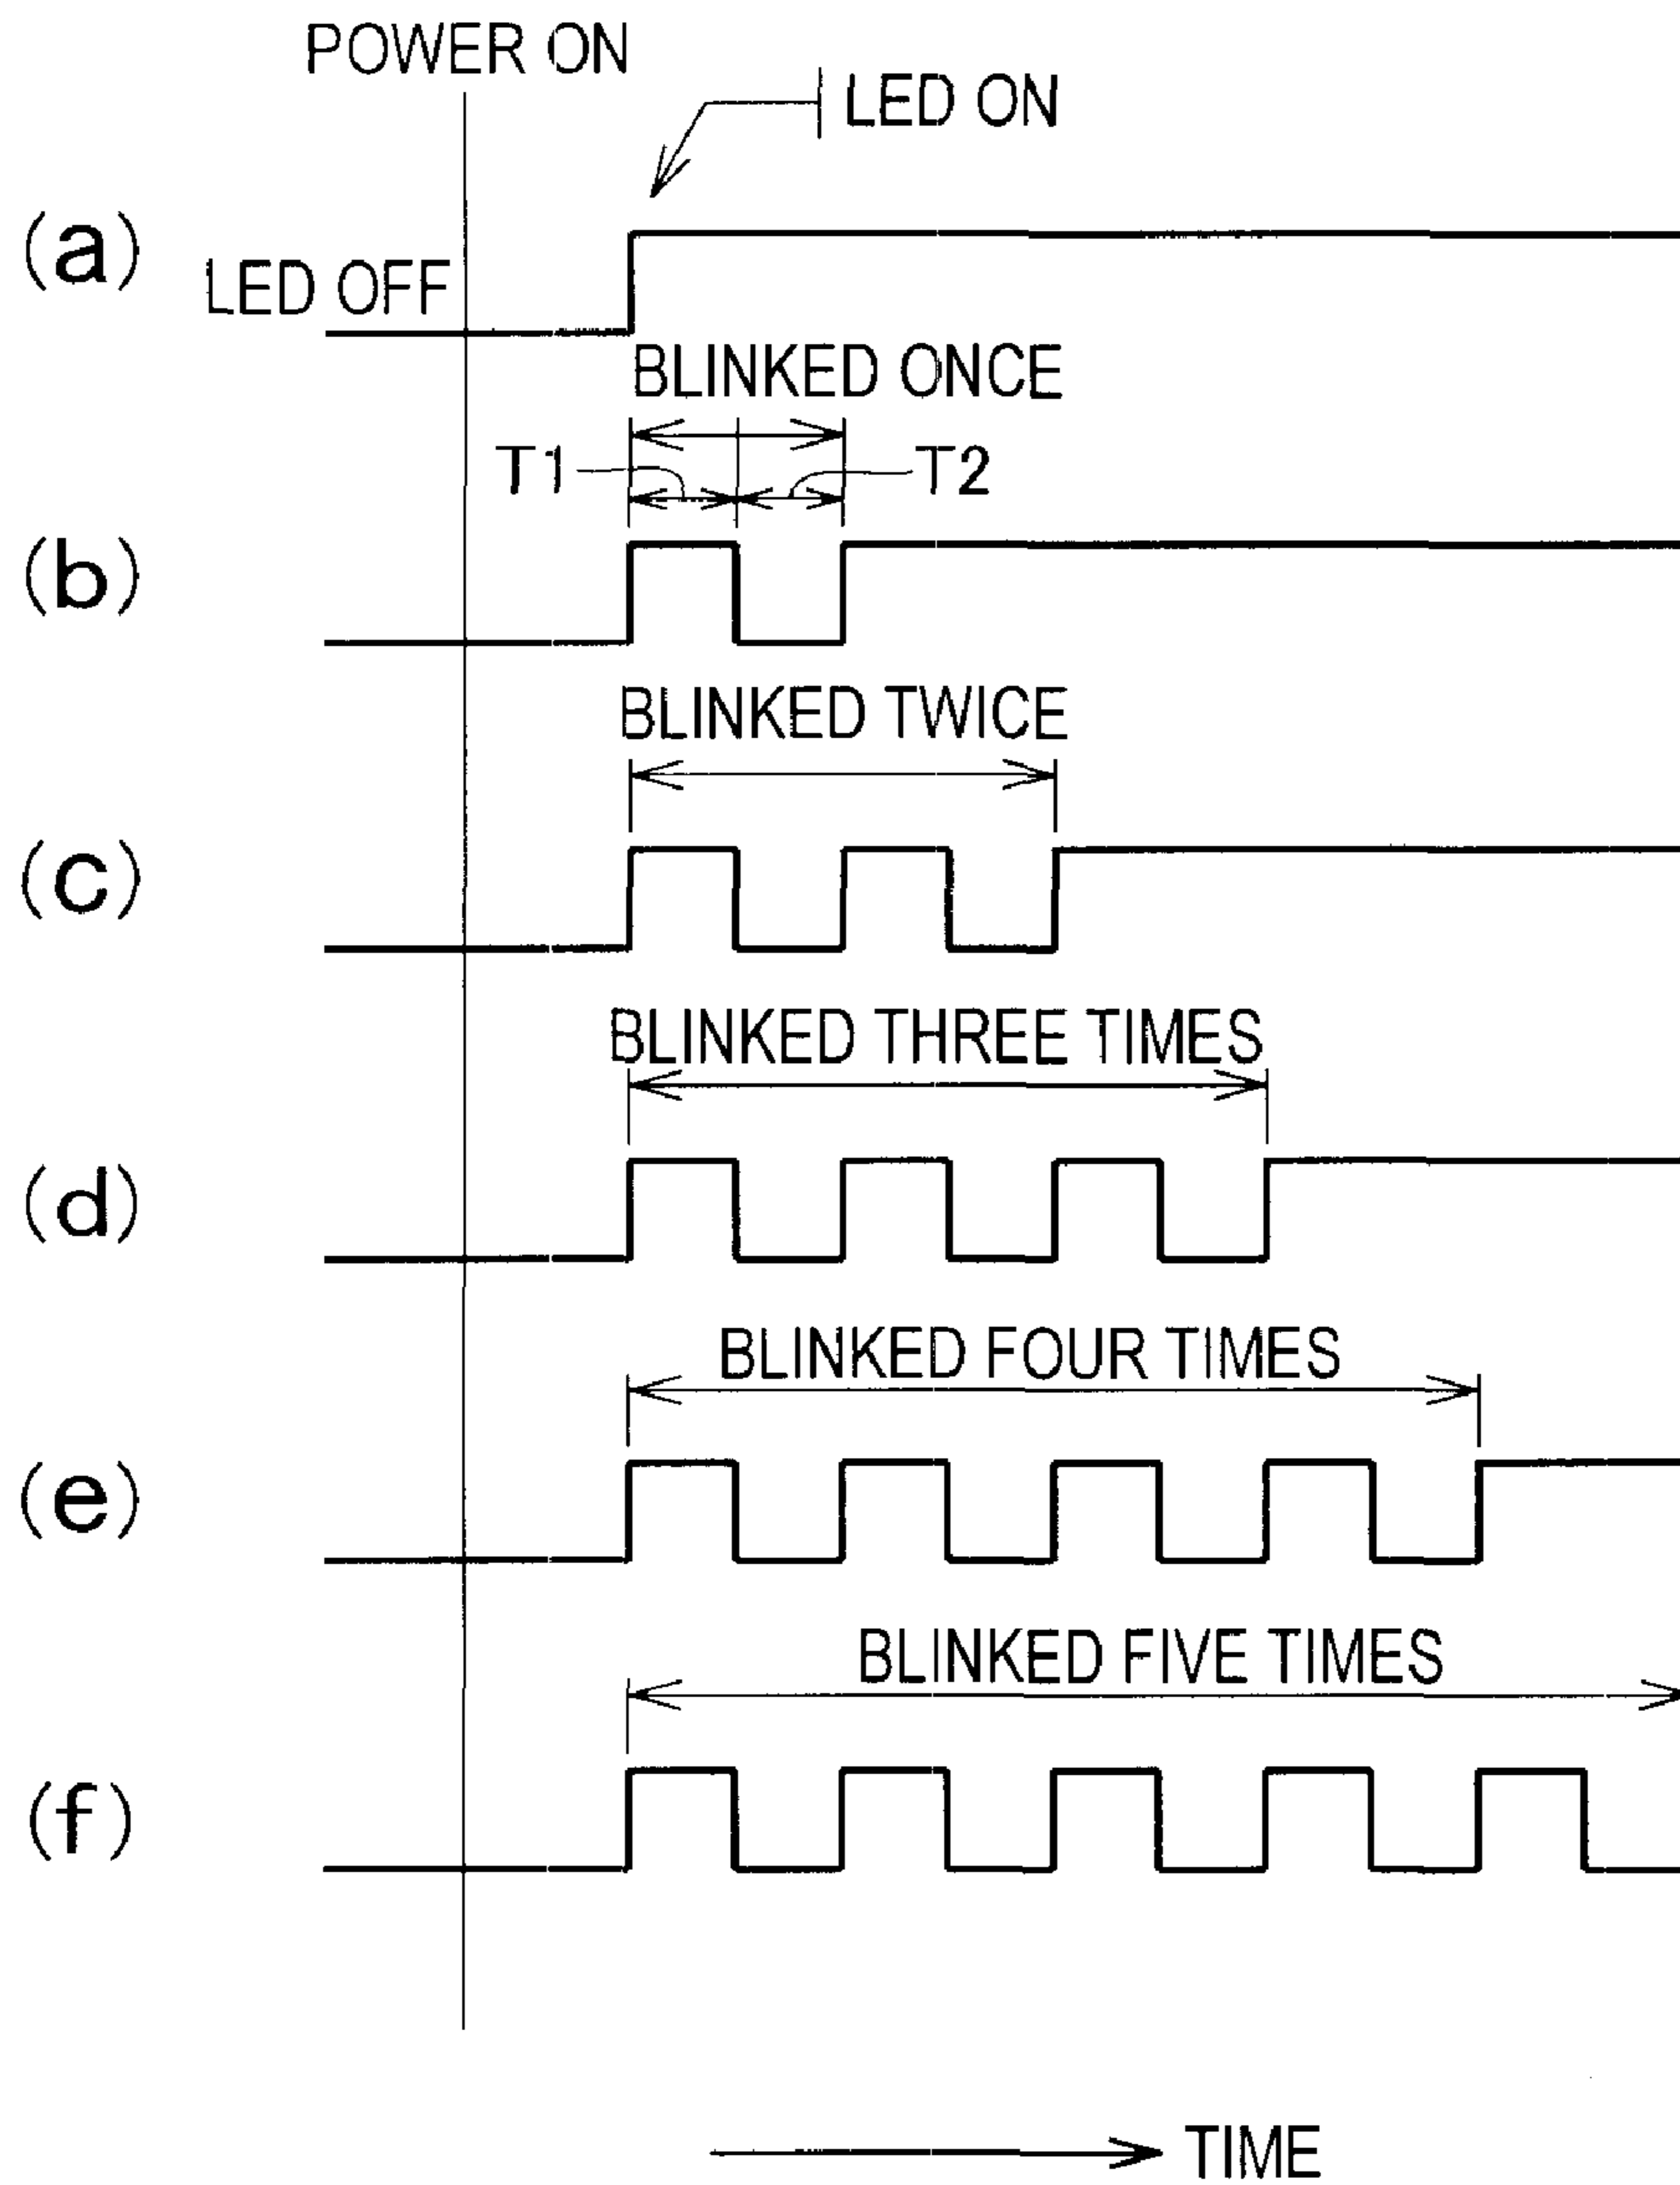 POWER ON
LED ON
(a)
LED OFF
BLINKED ONCE
T1
T2
(b)
BLINKED TWICE
(c)
BLINKED THREE TIMES
(d)
BLINKED FOUR TIMES
(e)
BLINKED FIVE TIMES
(f)
TIME